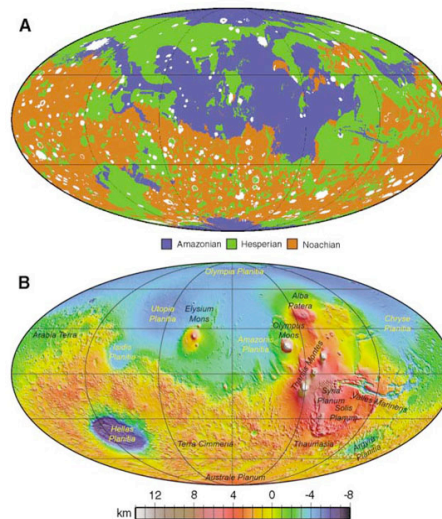 A
Amazonian Hesperian Noachian
B
Olympia Planitia
Alba
Patera
Utopia
Planitia
Elysium
Mons
Chryse
Planitia
Arabia Terra
Olympus
Mons
Isidis
Planitia
Amazonis
Planitia
Tharsis Montes
Syria
Planum
Valles Marineris
Solis
Planum
Hellas
Planitia
Terra Cimmeria
Thaumasia
Argyre
Planitia
Australe Planum
km
12 8 4 0 -4 -8